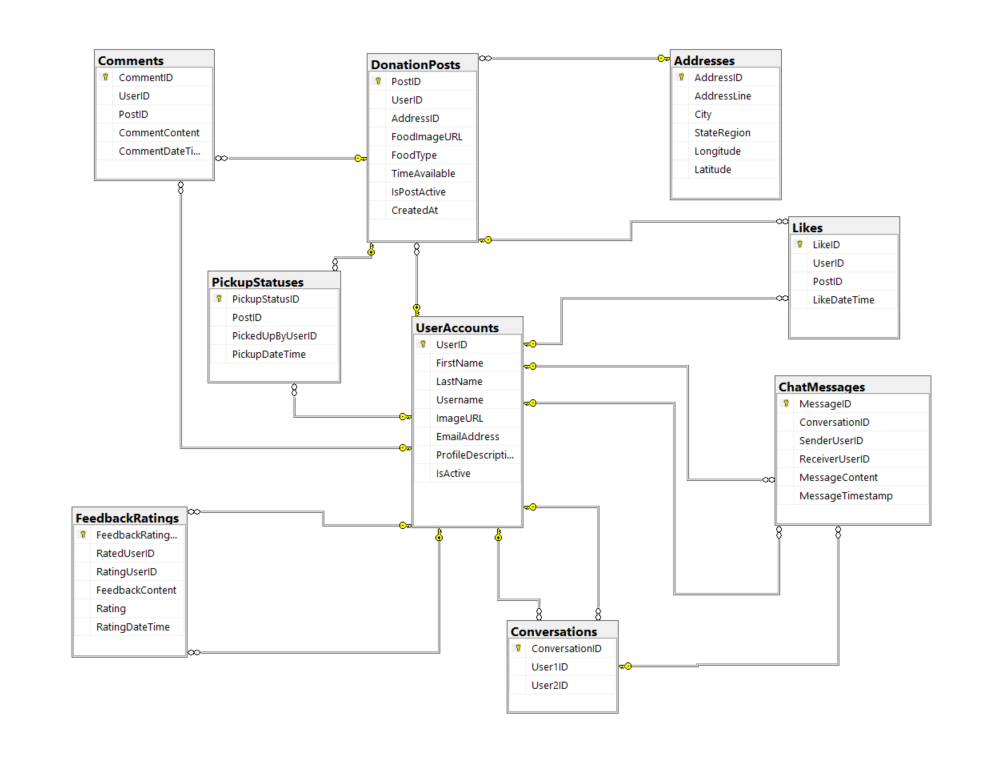 Comments
CommentID
UserID
PostID
CommentContent
CommentDateTi...
DonationPosts
PostID
UserID
AddressID
FoodImageURL
FoodType
TimeAvailable
IsPostActive
CreatedAt
Addresses
AddressID
AddressLine
City
StateRegion
Longitude
Latitude
Likes
LikeID
UserID
PostID
LikeDateTime
PickupStatuses
PickupStatusID
PostID
PickedUpByUserID
PickupDateTime
UserAccounts
UserID
FirstName
LastName
Username
ImageURL
EmailAddress
ProfileDescripti...
IsActive
ChatMessages
MessageID
ConversationID
SenderUserID
ReceiverUserID
MessageContent
MessageTimestamp
FeedbackRatings
FeedbackRating...
RatedUserID
RatingUserID
FeedbackContent
Rating
RatingDateTime
Conversations
ConversationID
User1ID
User2ID